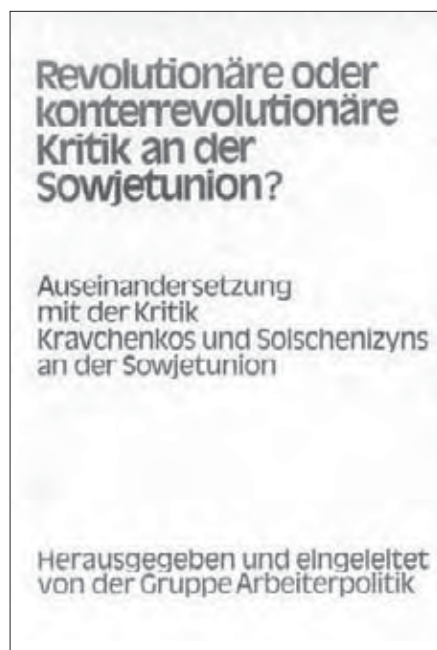 Revolutionäre oder
konterrevolutionäre
Kritik an der
Sowjetunion?
Auseinandersetzung
mit der Kritik
Kravchenkos und Solschenizyns
an der Sowjetunion
Herausgegeben und eingeleitet
von der Gruppe Arbeiterpolitik